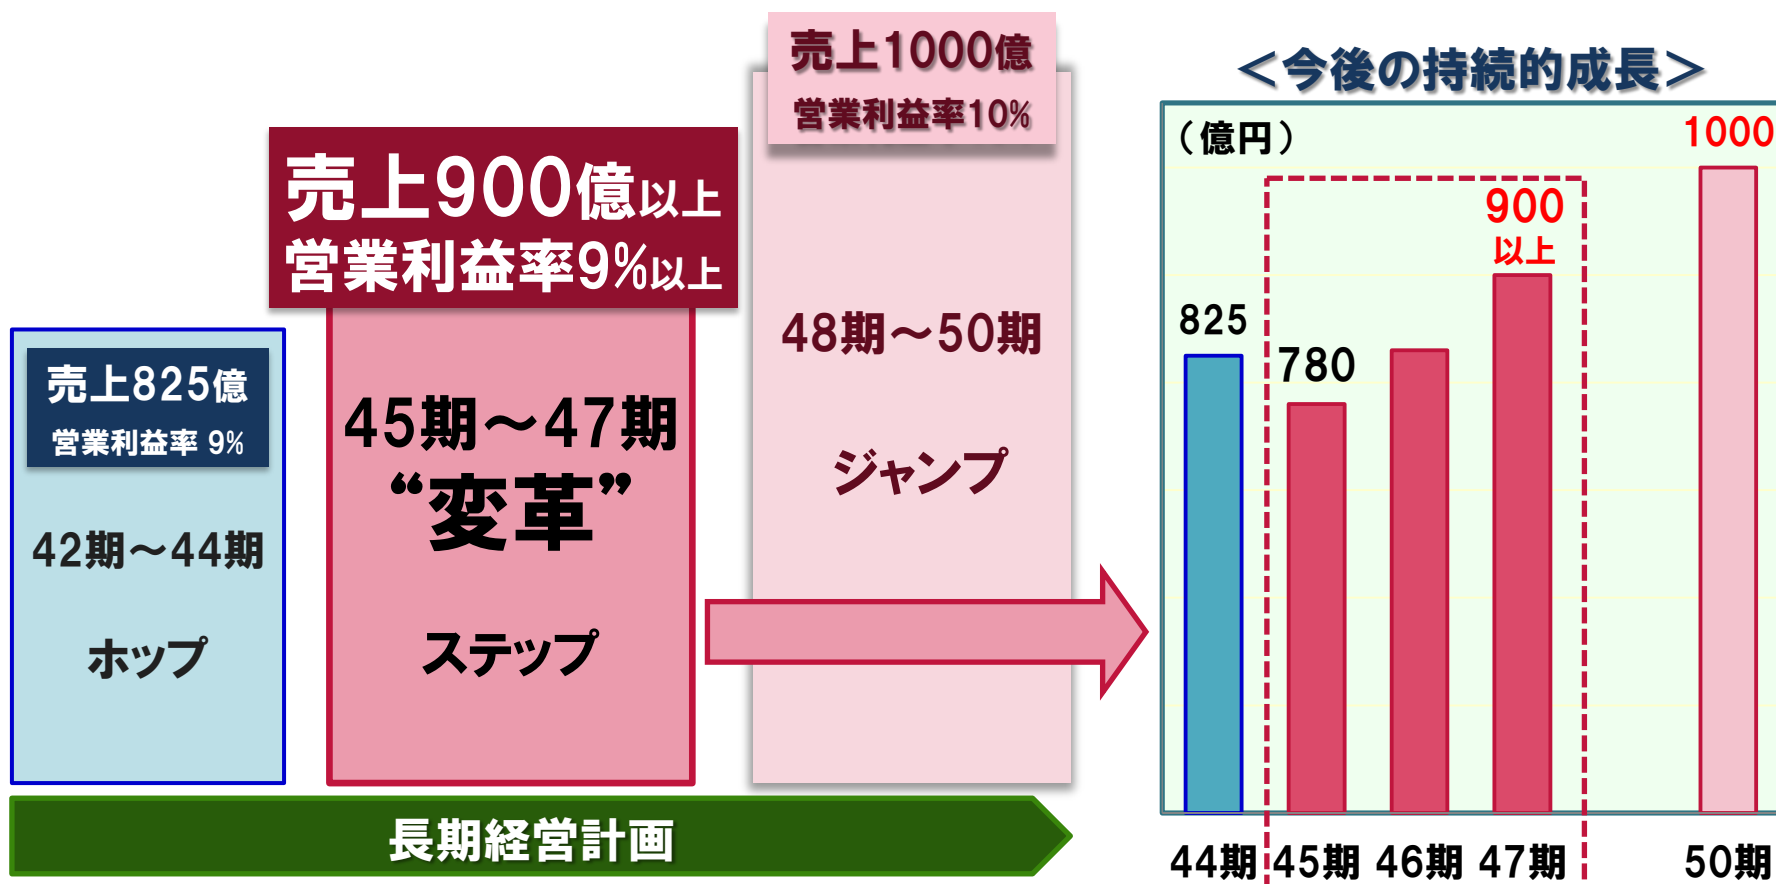 売上825億
営業利益率 9%
42期～44期
ホップ
売上900億以上
営業利益率9%以上
45期～47期
“変革”
ステップ
売上1000億
営業利益率10%
48期～50期
ジャンプ
長期経営計画
＜今後の持続的成長＞
（億円）
825
780
900
以上
1000
44期 45期 46期 47期 50期